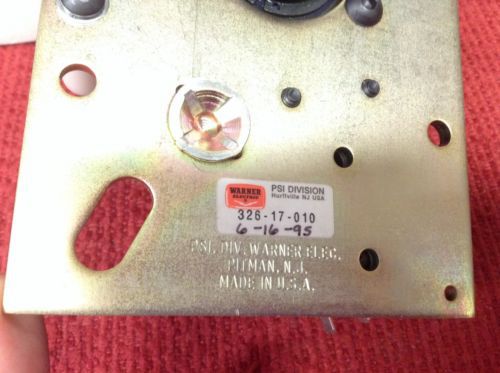 WARNER
ELECTRIC
PSI DIVISION
Hurffville NJ USA
326-17-010
6-16-95
PSI, DIV. WARNER ELEC.
PITMAN, N.J.
MADE IN U.S.A.